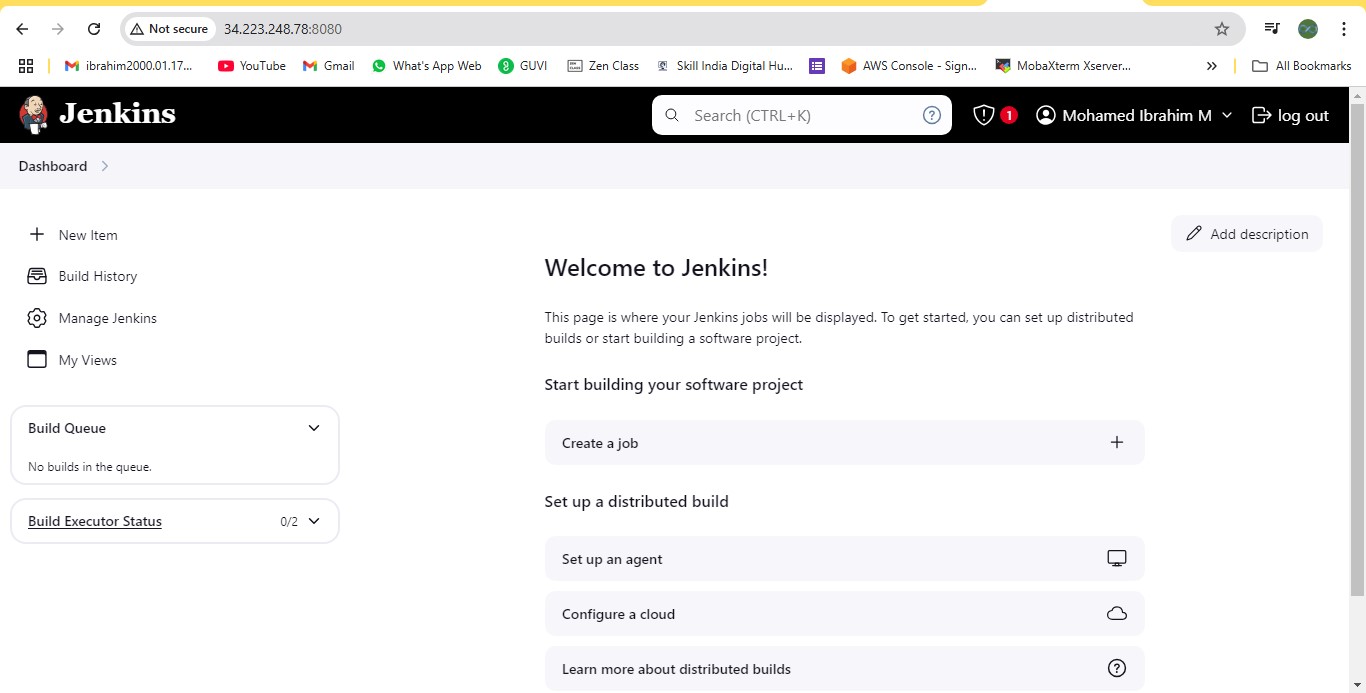 Not secure 34.223.248.78:8080
ibrahim2000.01.17... YouTube Gmail What's App Web GUVI Zen Class Skill India Digital Hu... AWS Console - Sign... MobaXterm Xserver... » All Bookmarks
Jenkins Search (CTRL+K) ? 1 Mohamed Ibrahim M log out
Dashboard
New Item
Add description
Build History
Manage Jenkins
My Views
Build Queue
No builds in the queue.
Build Executor Status 0/2
Welcome to Jenkins!
This page is where your Jenkins jobs will be displayed. To get started, you can set up distributed
builds or start building a software project.
Start building your software project
Create a job
Set up a distributed build
Set up an agent
Configure a cloud
Learn more about distributed builds ?